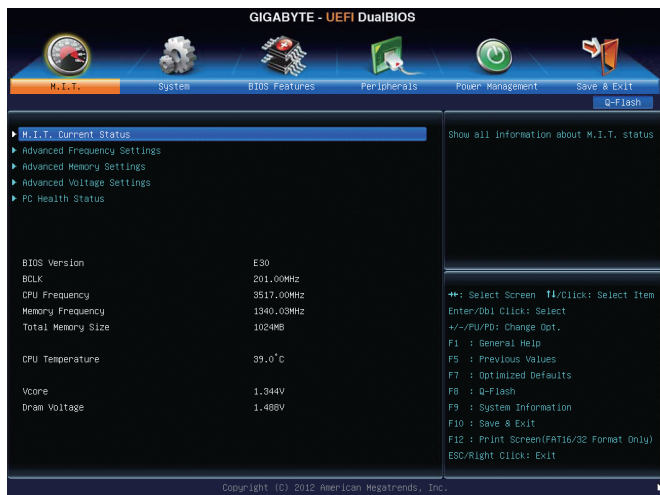 GIGABYTE - UEFI DualBIOS
M.I.T. System BIOS Features Peripherals Power Management Save & Exit
Q-Flash
M.I.T. Current Status
Advanced Frequency Settings
Advanced Memory Settings
Advanced Voltage Settings
PC Health Status
BIOS Version E30
BCLK 201.00MHz
CPU Frequency 3517.00MHz
Memory Frequency 1340.03MHz
Total Memory Size 1024MB
CPU Temperature 39.0°C
Vcore 1.344V
Dram Voltage 1.488V
Show all information about M.I.T. status
↔: Select Screen ↑↓/Click: Select Item
Enter/Dbl Click: Select
+/-/PU/PD: Change Opt.
F1 : General Help
F5 : Previous Values
F7 : Optimized Defaults
F8 : Q-Flash
F9 : System Information
F10 : Save & Exit
F12 : Print Screen(FAT16/32 Format Only)
ESC/Right Click: Exit
Copyright (C) 2012 American Megatrends, Inc.